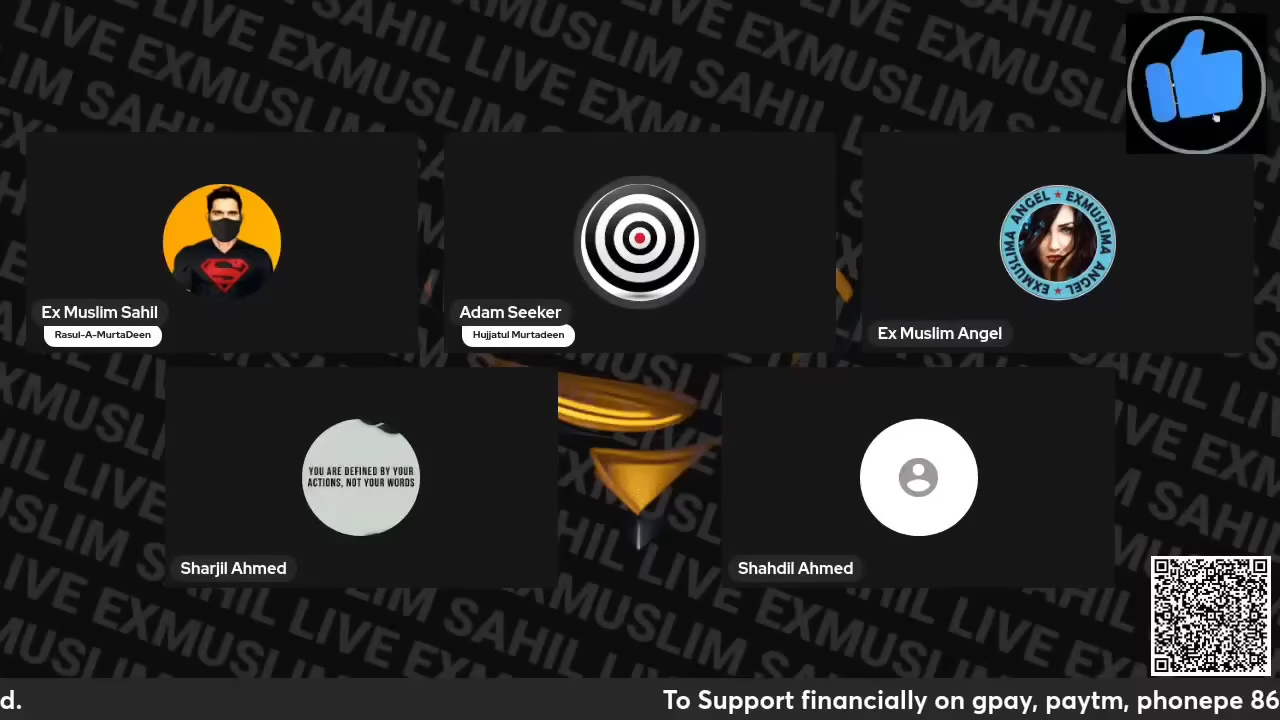 EXMUSLIM SAHIL LIVE
Ex Muslim Sahil
Rasul-A-MurtaDeen
Adam Seeker
Hujjatul Murtadeen
EXMUSLIMA ★ ANGEL ★ EXMUSLIMA ANGEL
Ex Muslim Angel
YOU ARE DEFINED BY YOUR
ACTIONS, NOT YOUR WORDS
Sharjil Ahmed
Shahdil Ahmed
d.
To Support financially on gpay, paytm, phonepe 86